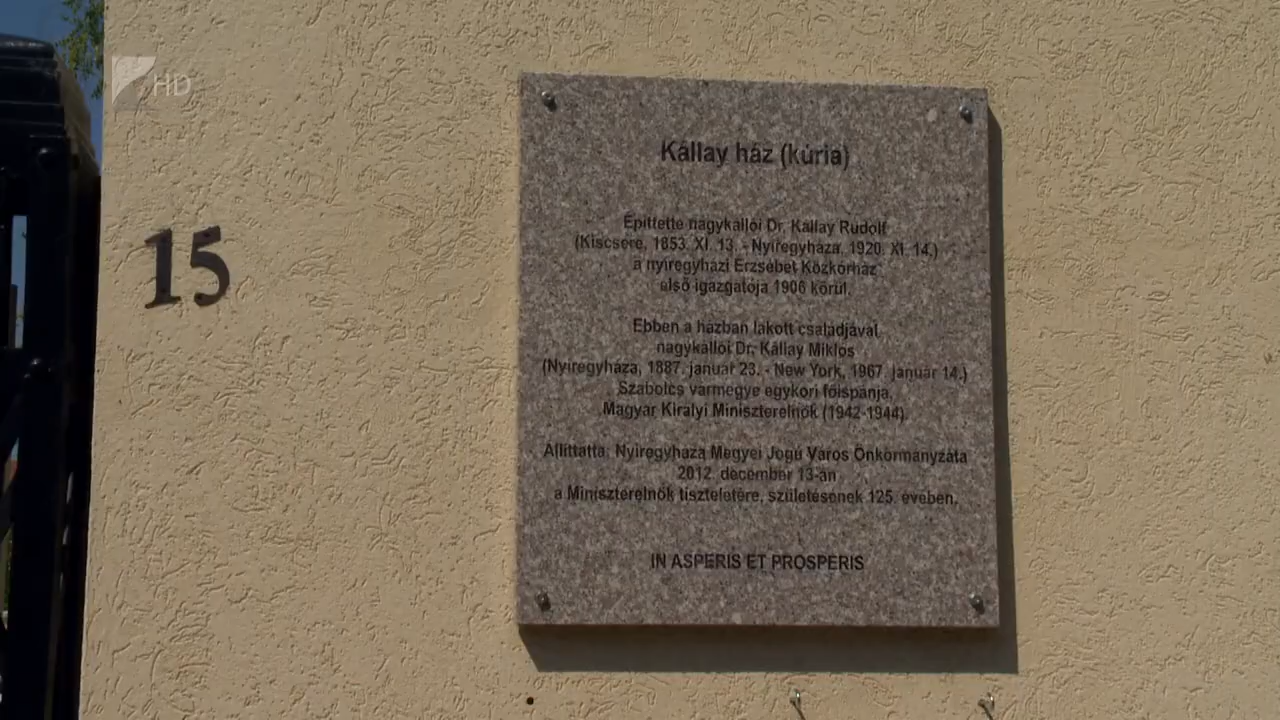 HD
15
Kállay ház (kúria)
Építtette nagykállói Dr. Kállay Rudolf
(Kiscsere, 1853. XI. 13. - Nyíregyháza, 1920. XI. 14.)
a nyíregyházi Erzsébet Közkórház
első igazgatója 1906 körül.
Ebben a házban lakott családjával
nagykállói Dr. Kállay Miklós
(Nyíregyháza, 1887. január 23. - New York, 1967. január 14.)
Szabolcs vármegye egykori főispánja,
Magyar Királyi Miniszterelnök (1942-1944).
Állíttatta: Nyíregyháza Megyei Jogú Város Önkormányzata
2012. december 13-án
a Miniszterelnök tiszteletére, születésének 125. évében.
IN ASPERIS ET PROSPERIS